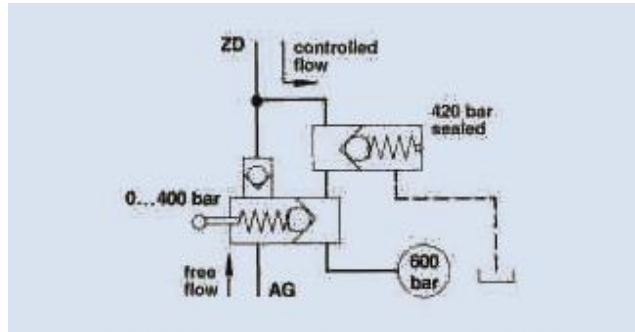 ZD
controlled
flow
420 bar
sealed
0...400 bar
600
bar
free
flow
AG